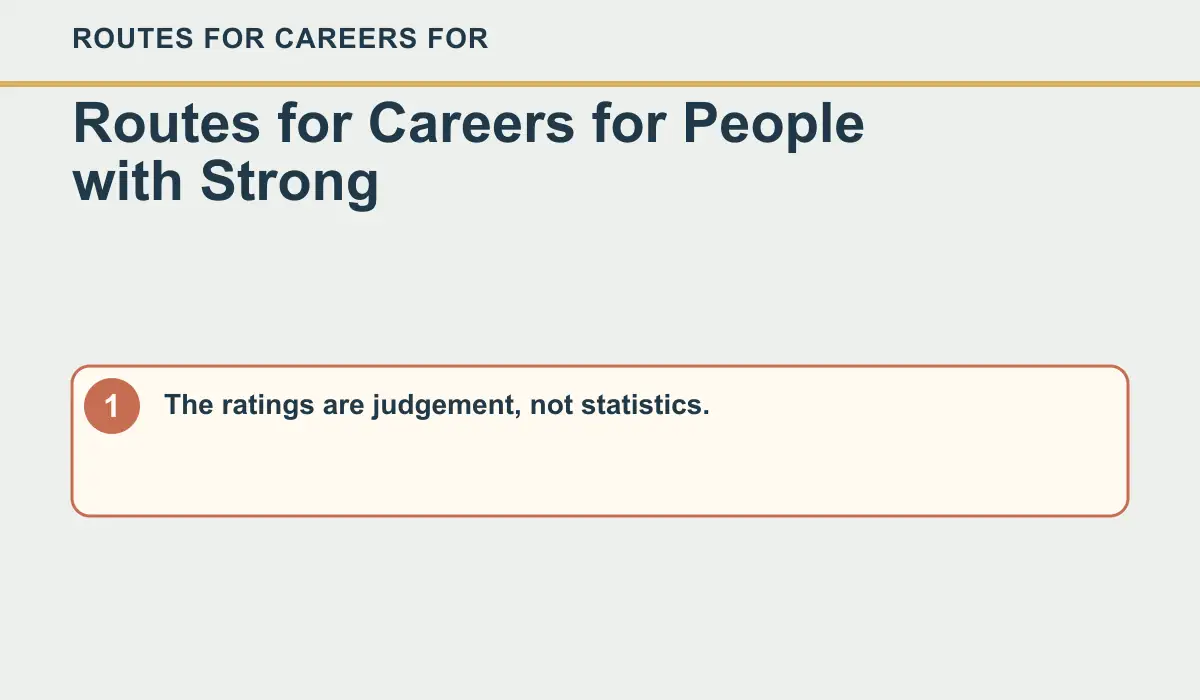 ROUTES FOR CAREERS FOR
Routes for Careers for People
with Strong
1
The ratings are judgement, not statistics.